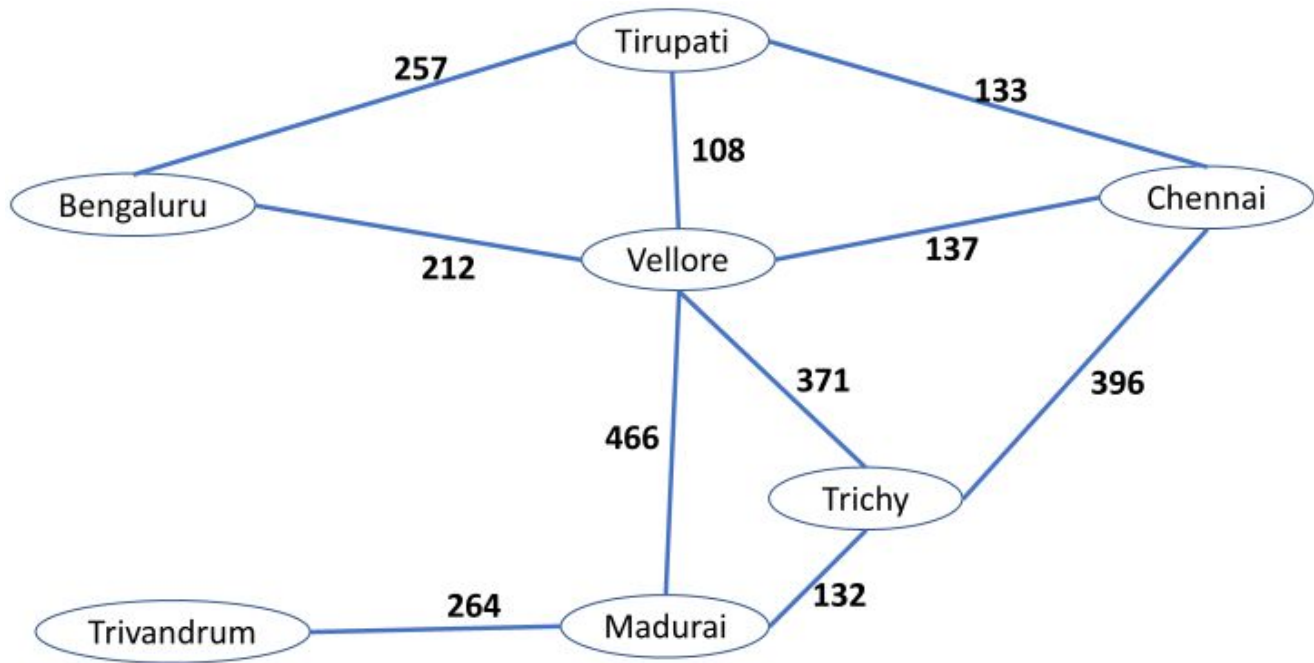 Tirupati
257
133
108
Bengaluru
Chennai
Vellore
212
137
371
396
466
Trichy
132
264
Trivandrum
Madurai